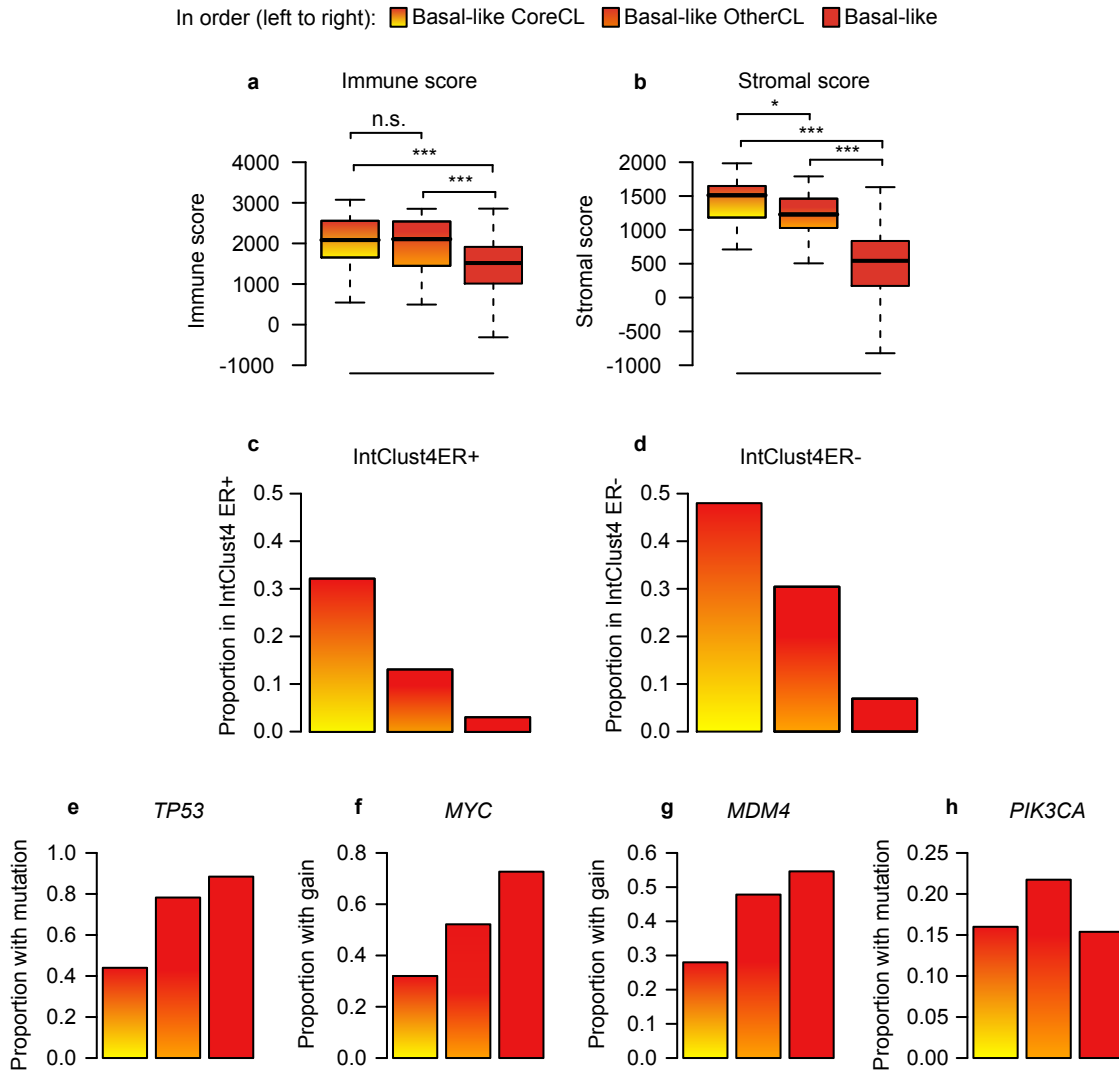 In order (left to right): Basal-like CoreCL Basal-like OtherCL Basal-like
a Immune score
n.s.
***
***
4000
3000
2000
1000
0
-1000
Immune score
b Stromal score
*
***
***
2000
1500
1000
500
0
-500
-1000
Stromal score
c
IntClust4ER+
0.5
0.4
0.3
0.2
0.1
0.0
Proportion in IntClust4 ER+
d
IntClust4ER-
0.5
0.4
0.3
0.2
0.1
0.0
Proportion in IntClust4 ER-
e TP53
1.0
0.8
0.6
0.4
0.2
0.0
Proportion with mutation
f MYC
0.8
0.6
0.4
0.2
0.0
Proportion with gain
g MDM4
0.6
0.5
0.4
0.3
0.2
0.1
0.0
Proportion with gain
h PIK3CA
0.25
0.20
0.15
0.10
0.05
0.00
Proportion with mutation